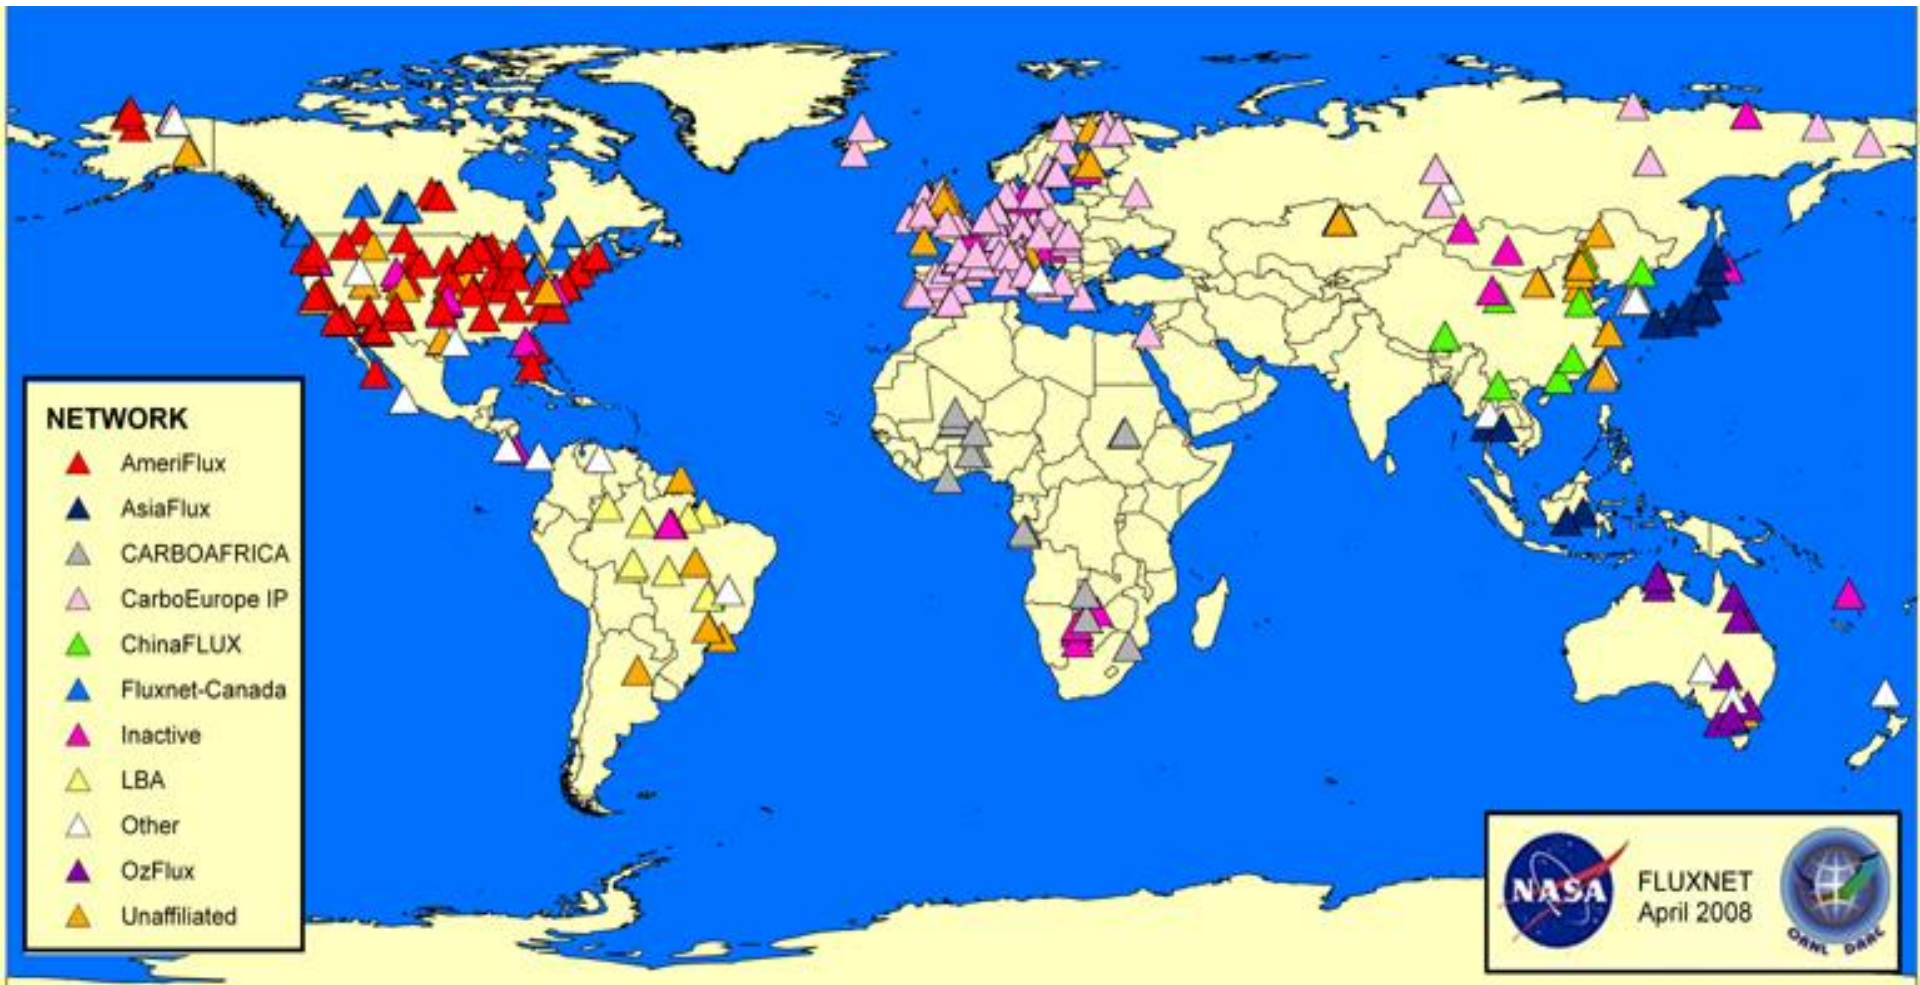 NETWORK
AmeriFlux
AsiaFlux
CARBOAFRICA
CarboEurope IP
ChinaFLUX
Fluxnet-Canada
Inactive
LBA
Other
OzFlux
Unaffiliated
NASA
FLUXNET
April 2008
ORNL DAAC